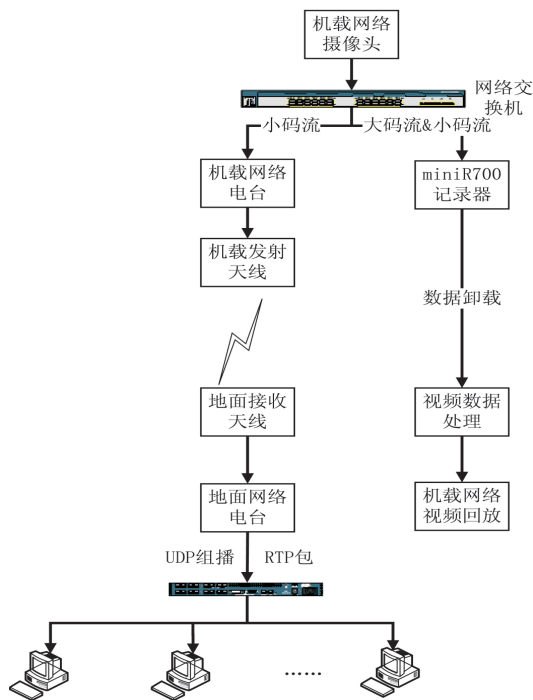 机载网络
摄像头
网络交
换机
小码流
大码流&小码流
机载网络
电台
miniR700
记录器
机载发射
天线
数据卸载
地面接收
天线
视频数据
处理
地面网络
电台
机载网络
视频回放
UDP组播 RTP包
……